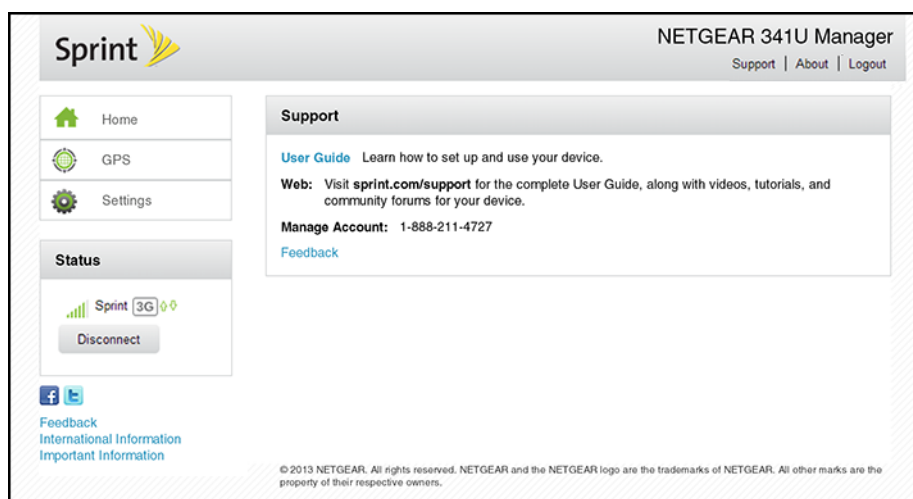 Sprint
NETGEAR 341U Manager
Support | About | Logout
Home
GPS
Settings
Status
Sprint 3G
Disconnect
Feedback
International Information
Important Information
Support
User Guide Learn how to set up and use your device.
Web: Visit sprint.com/support for the complete User Guide, along with videos, tutorials, and
community forums for your device.
Manage Account: 1-888-211-4727
Feedback
© 2013 NETGEAR. All rights reserved. NETGEAR and the NETGEAR logo are the trademarks of NETGEAR. All other marks are the
property of their respective owners.